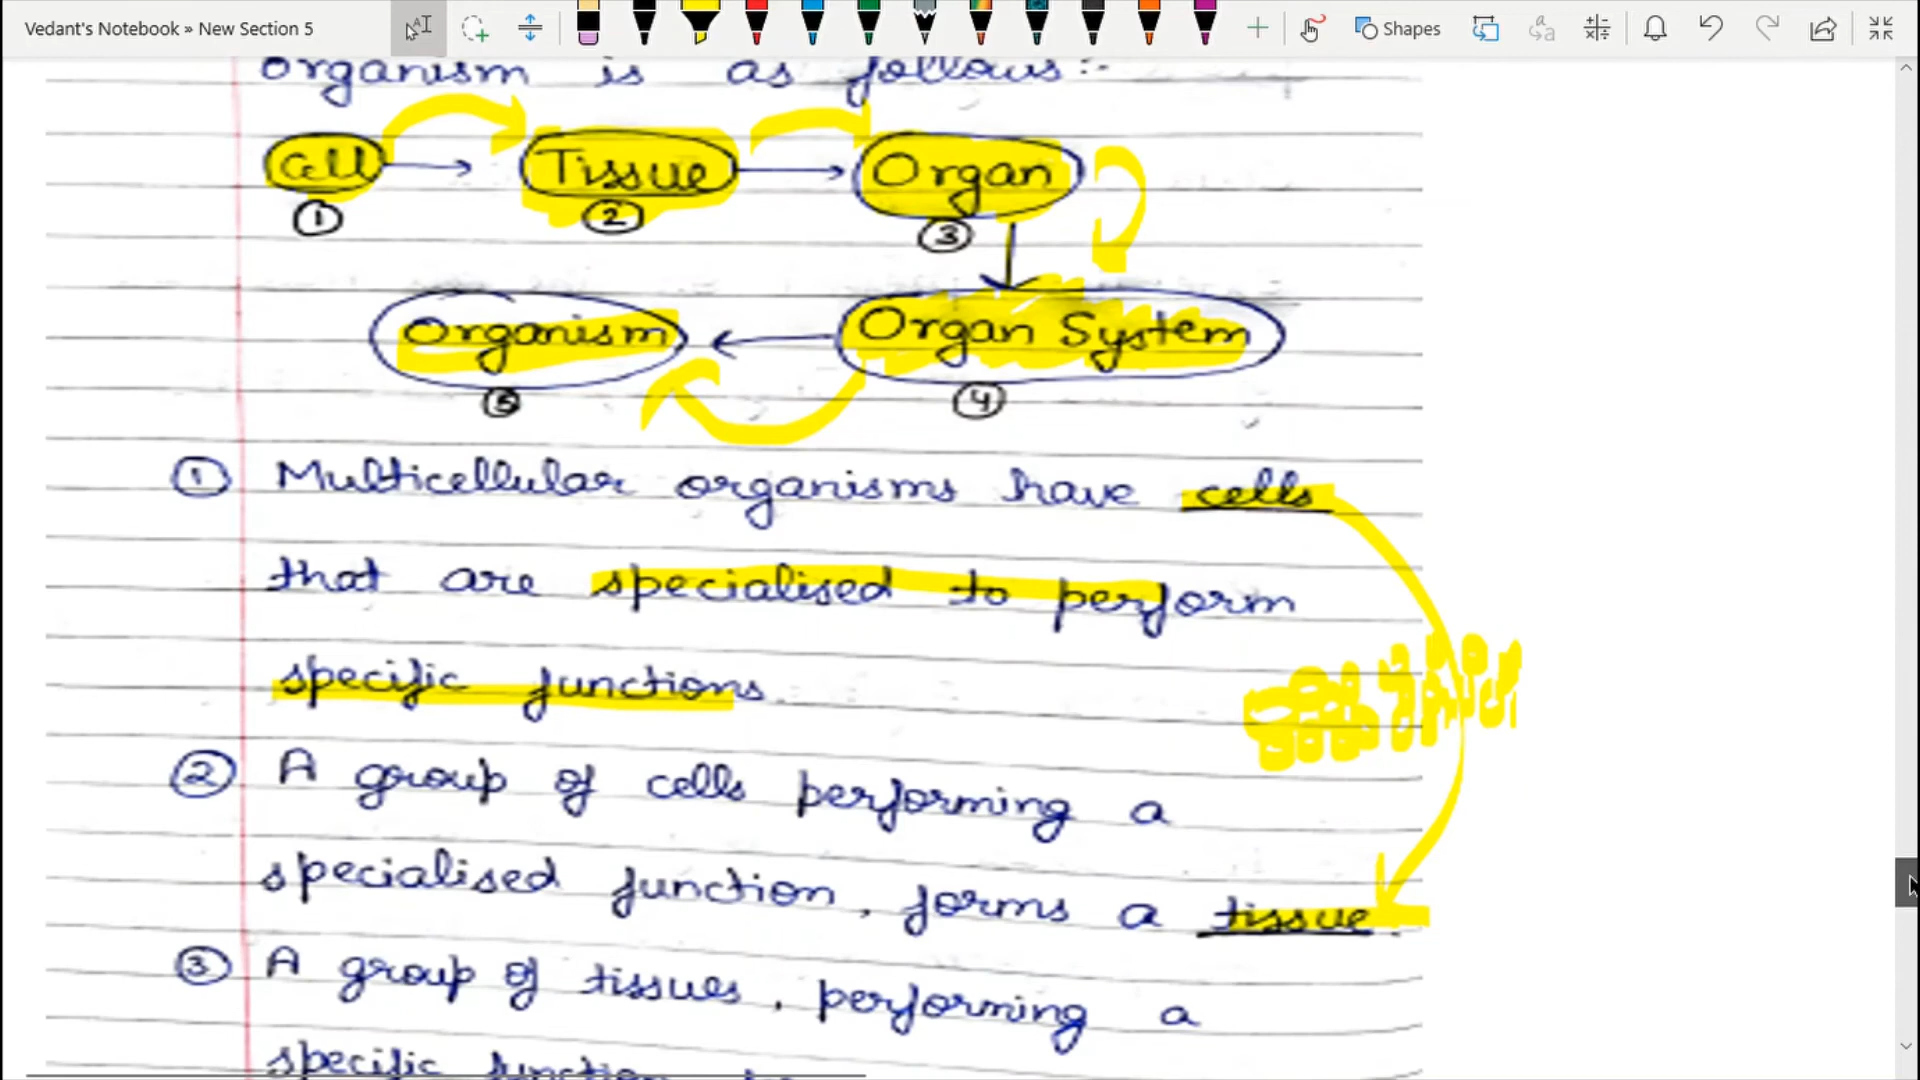 Vedant's Notebook » New Section 5
Shapes
organism is as follows:-
Cell → Tissue → Organ
① ② ③
Organism ← Organ System
⑤ ④
① Multicellular organisms have cells
that are specialised to perform
specific functions.
② A group of cells performing a
specialised function, forms a tissue.
③ A group of tissues, performing a
specific function